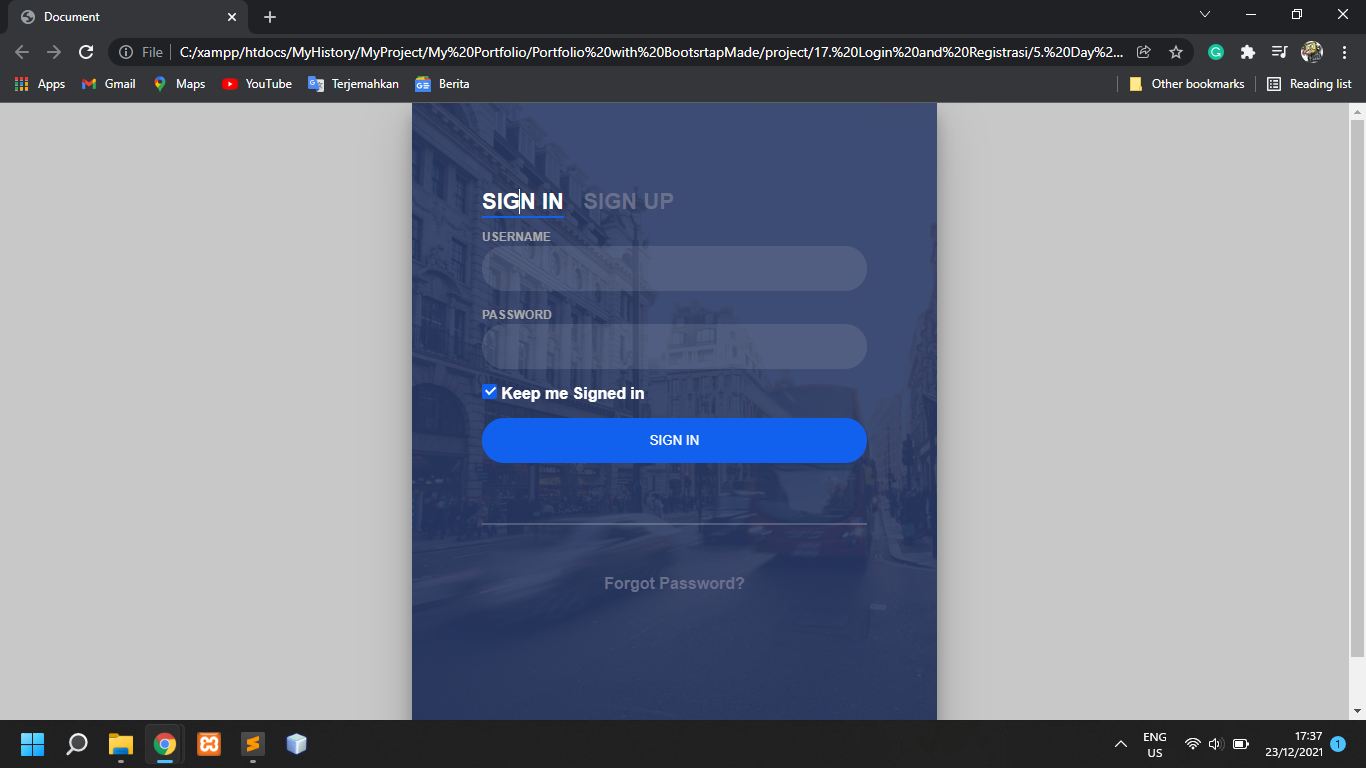 Document
File
C:/xampp/htdocs/MyHistory/MyProject/My%20Portfolio/Portfolio%20with%20BootsrtapMade/project/17.%20Login%20and%20Registrasi/5.%20Day%2...
Apps Gmail Maps YouTube Terjemahkan Berita Other bookmarks Reading list
SIGN IN SIGN UP
USERNAME
PASSWORD
Keep me Signed in
SIGN IN
Forgot Password?
ENG 17:37
US 23/12/2021 1